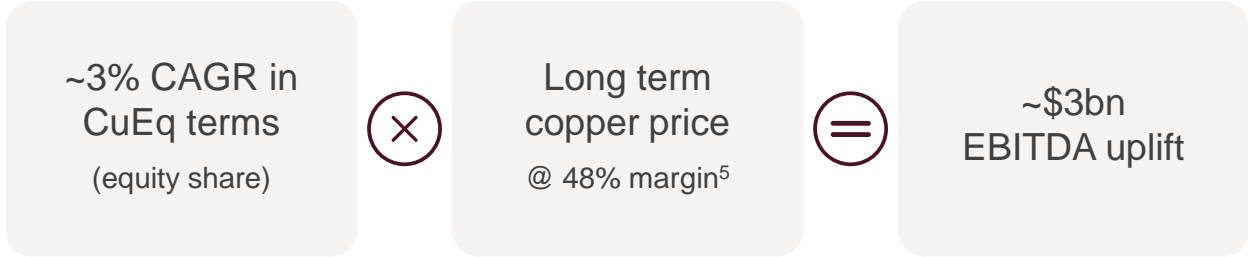 ~3% CAGR in
CuEq terms
(equity share)
×
Long term
copper price
@ 48% margin⁵
=
~$3bn
EBITDA uplift